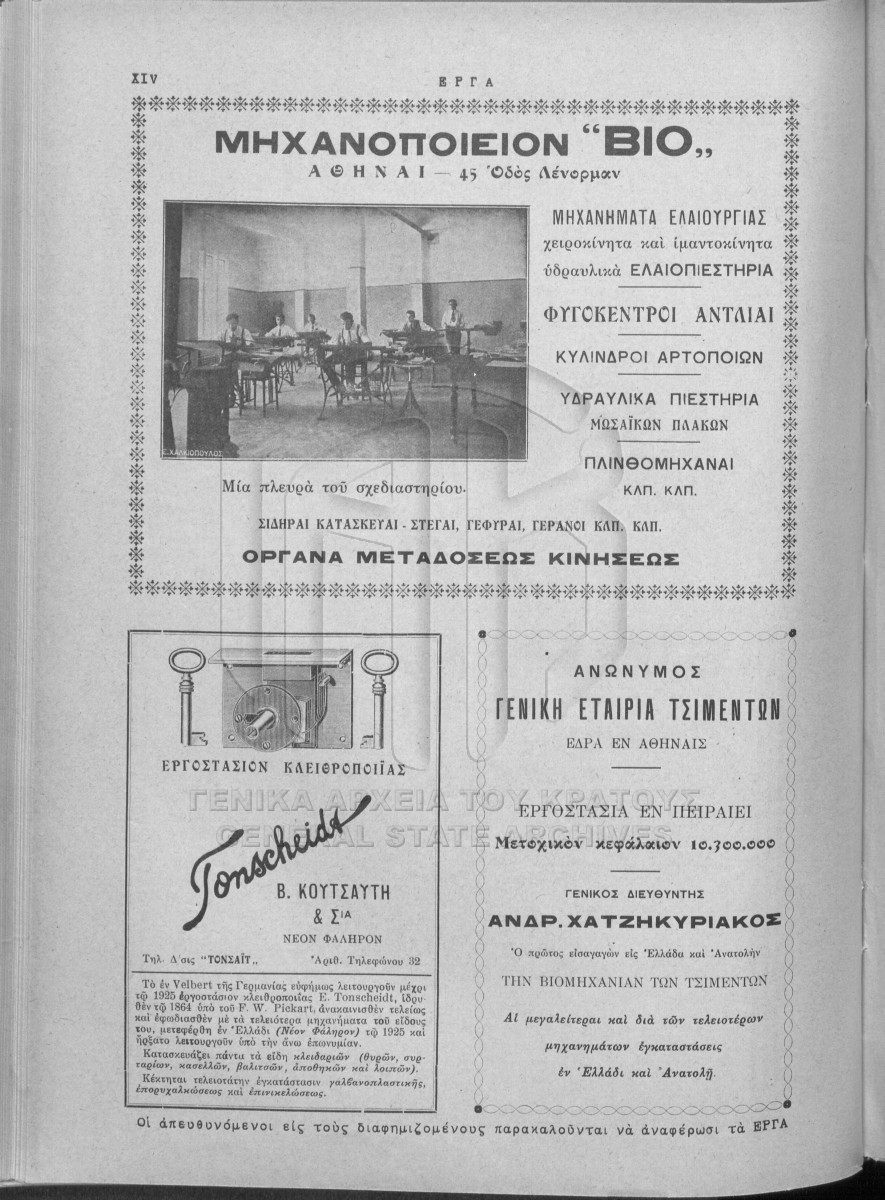 XIV
ΕΡΓΑ
ΜΗΧΑΝΟΠΟΙΕΙΟΝ “ΒΙΟ„
ΑΘΗΝΑΙ — 45 Ὁδὸς Λένορμαν
ΜΗΧΑΝΗΜΑΤΑ ΕΛΑΙΟΥΡΓΙΑΣ
χειροκίνητα καὶ ἱμαντοκίνητα
ὑδραυλικὰ ΕΛΑΙΟΠΙΕΣΤΗΡΙΑ
ΦΥΓΟΚΕΝΤΡΟΙ ΑΝΤΛΙΑΙ
ΚΥΛΙΝΔΡΟΙ ΑΡΤΟΠΟΙΩΝ
ΥΔΡΑΥΛΙΚΑ ΠΙΕΣΤΗΡΙΑ
ΜΩΣΑΪΚΩΝ ΠΛΑΚΩΝ
ΠΛΙΝΘΟΜΗΧΑΝΑΙ
ΚΛΠ. ΚΛΠ.
Ε.ΧΑΛΚΙΟΠΟΥΛΟΣ
Μία πλευρὰ τοῦ σχεδιαστηρίου.
ΣΙΔΗΡΑΙ ΚΑΤΑΣΚΕΥΑΙ - ΣΤΕΓΑΙ, ΓΕΦΥΡΑΙ, ΓΕΡΑΝΟΙ ΚΛΠ. ΚΛΠ.
ΟΡΓΑΝΑ ΜΕΤΑΔΟΣΕΩΣ ΚΙΝΗΣΕΩΣ
ΕΡΓΟΣΤΑΣΙΟΝ ΚΛΕΙΘΡΟΠΟΙΪΑΣ
Tonscheidt
Β. ΚΟΥΤΣΑΥΤΗ
& ΣΙΑ
ΝΕΟΝ ΦΑΛΗΡΟΝ
Τηλ. Δ/σις “ΤΟΝΣΑΪΤ„ Ἀριθ. Τηλεφώνου 32
Τὸ ἐν Velbert τῆς Γερμανίας εὐφήμως λειτουργοῦν μέχρι
τῷ 1925 ἐργοστάσιον κλειθροποιΐας E. Tonscheidt, ἱδρυ-
θὲν τῷ 1864 ὑπὸ τοῦ F. W. Pickart, ἀνακαινισθὲν τελείως
καὶ ἐφωδιασθὲν μὲ τὰ τελειότερα μηχανήματα τοῦ εἴδους
του, μετεφέρθη ἐν Ἑλλάδι (Νέον Φάληρον) τῷ 1925 καὶ
ἤρξατο λειτουργοῦν ὑπὸ τὴν ἄνω ἐπωνυμίαν.
Κατασκευάζει πάντα τὰ εἴδη κλειδαριῶν (θυρῶν, συρ-
ταρίων, κασελλῶν, βαλιτσῶν, ἀποθηκῶν καὶ λοιπῶν).
Κέκτηται τελειοτάτην ἐγκατάστασιν γαλβανοπλαστικῆς,
ἐπορυχαλκώσεως καὶ ἐπινικελώσεως.
ΑΝΩΝΥΜΟΣ
ΓΕΝΙΚΗ ΕΤΑΙΡΙΑ ΤΣΙΜΕΝΤΩΝ
ΕΔΡΑ ΕΝ ΑΘΗΝΑΙΣ
ΕΡΓΟΣΤΑΣΙΑ ΕΝ ΠΕΙΡΑΙΕΙ
Μετοχικὸν κεφάλαιον 10.300.000
ΓΕΝΙΚΟΣ ΔΙΕΥΘΥΝΤΗΣ
ΑΝΔΡ. ΧΑΤΖΗΚΥΡΙΑΚΟΣ
Ὁ πρῶτος εἰσαγαγὼν εἰς Ἑλλάδα καὶ Ἀνατολὴν
ΤΗΝ ΒΙΟΜΗΧΑΝΙΑΝ ΤΩΝ ΤΣΙΜΕΝΤΩΝ
Αἱ μεγαλείτεραι καὶ διὰ τῶν τελειοτέρων
μηχανημάτων ἐγκαταστάσεις
ἐν Ἑλλάδι καὶ Ἀνατολῇ.
ΓΕΝΙΚΑ ΑΡΧΕΙΑ ΤΟΥ ΚΡΑΤΟΥΣ
GENERAL STATE ARCHIVES
Οἱ ἀπευθυνόμενοι εἰς τοὺς διαφημιζομένους παρακαλοῦνται νὰ ἀναφέρωσι τὰ ΕΡΓΑ